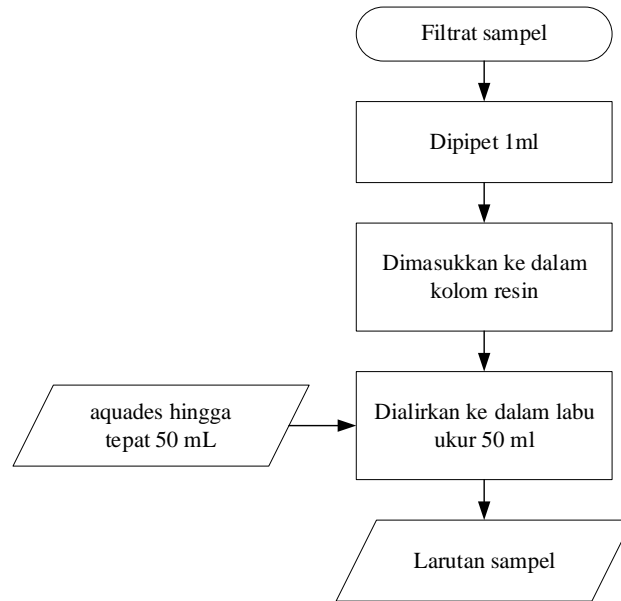 Filtrat sampel
Dipipet 1ml
Dimasukkan ke dalam
kolom resin
aquades hingga
tepat 50 mL
Dialirkan ke dalam labu
ukur 50 ml
Larutan sampel